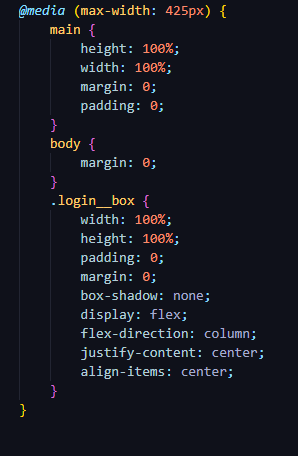 @media (max-width: 425px) {
    main {
        height: 100%;
        width: 100%;
        margin: 0;
        padding: 0;
    }
    body {
        margin: 0;
    }
    .login__box {
        width: 100%;
        height: 100%;
        padding: 0;
        margin: 0;
        box-shadow: none;
        display: flex;
        flex-direction: column;
        justify-content: center;
        align-items: center;
    }
}